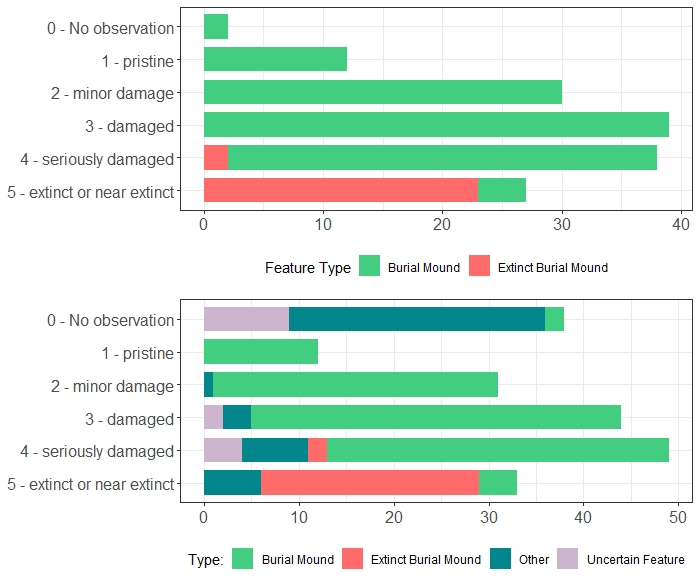 0 - No observation
1 - pristine
2 - minor damage
3 - damaged
4 - seriously damaged
5 - extinct or near extinct
0 10 20 30 40
Feature Type Burial Mound Extinct Burial Mound
0 - No observation
1 - pristine
2 - minor damage
3 - damaged
4 - seriously damaged
5 - extinct or near extinct
0 10 20 30 40 50
Type: Burial Mound Extinct Burial Mound Other Uncertain Feature